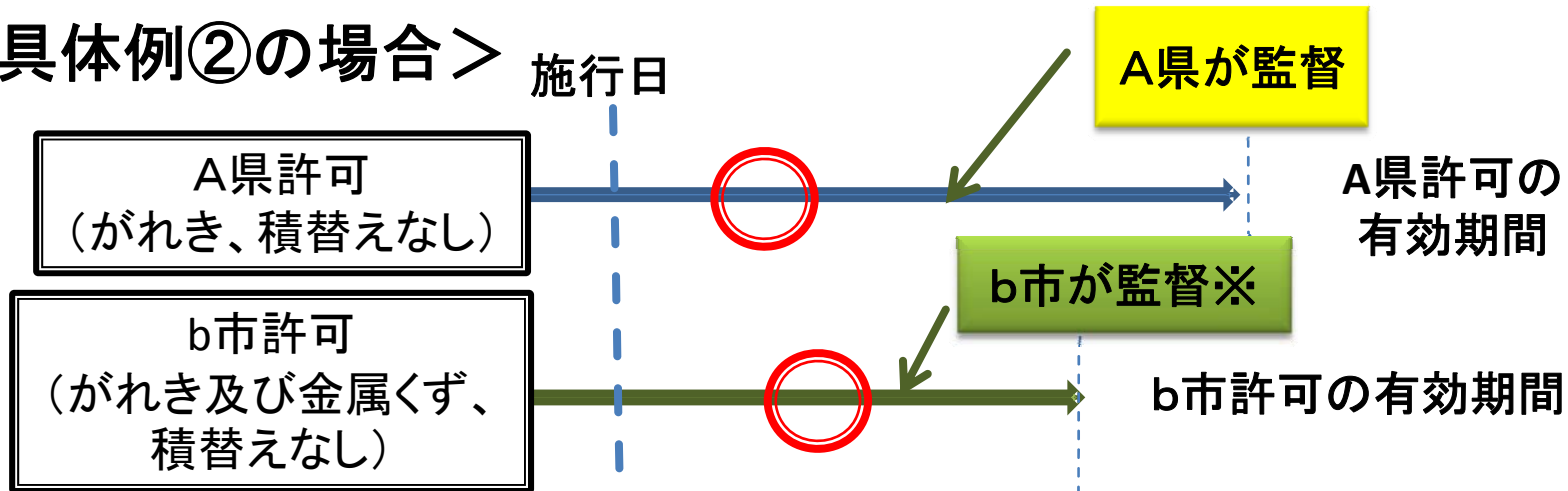 具体例②の場合＞
施行日
A県が監督
A県許可
（がれき、積替えなし）
A県許可の
有効期間
b市が監督※
b市許可
（がれき及び金属くず、
積替えなし）
b市許可の有効期間